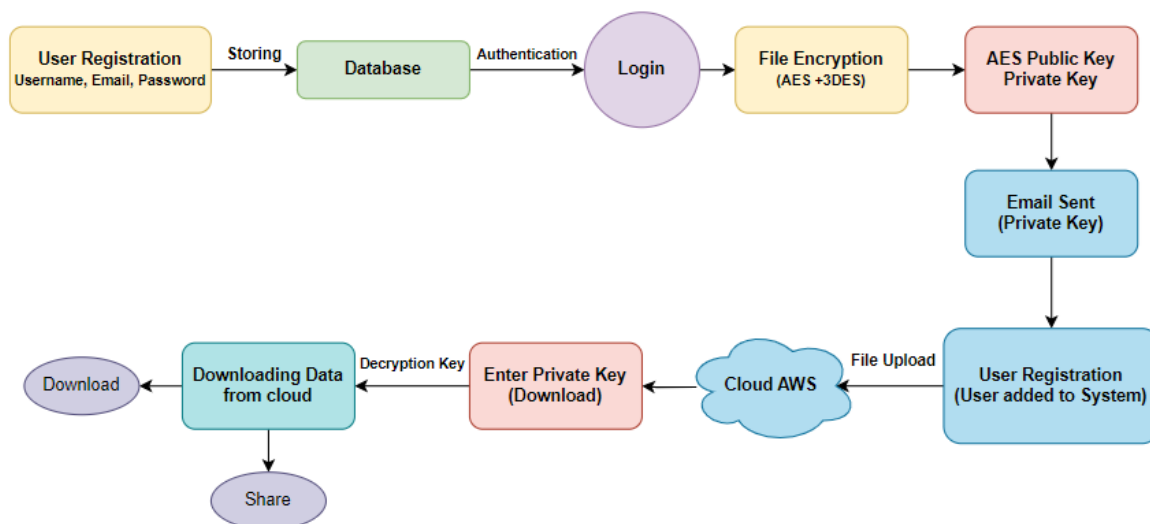 User Registration
Username, Email, Password
Storing
Database
Authentication
Login
File Encryption
(AES +3DES)
AES Public Key
Private Key
Email Sent
(Private Key)
User Registration
(User added to System)
File Upload
Cloud AWS
Enter Private Key
(Download)
Decryption Key
Downloading Data
from cloud
Download
Share